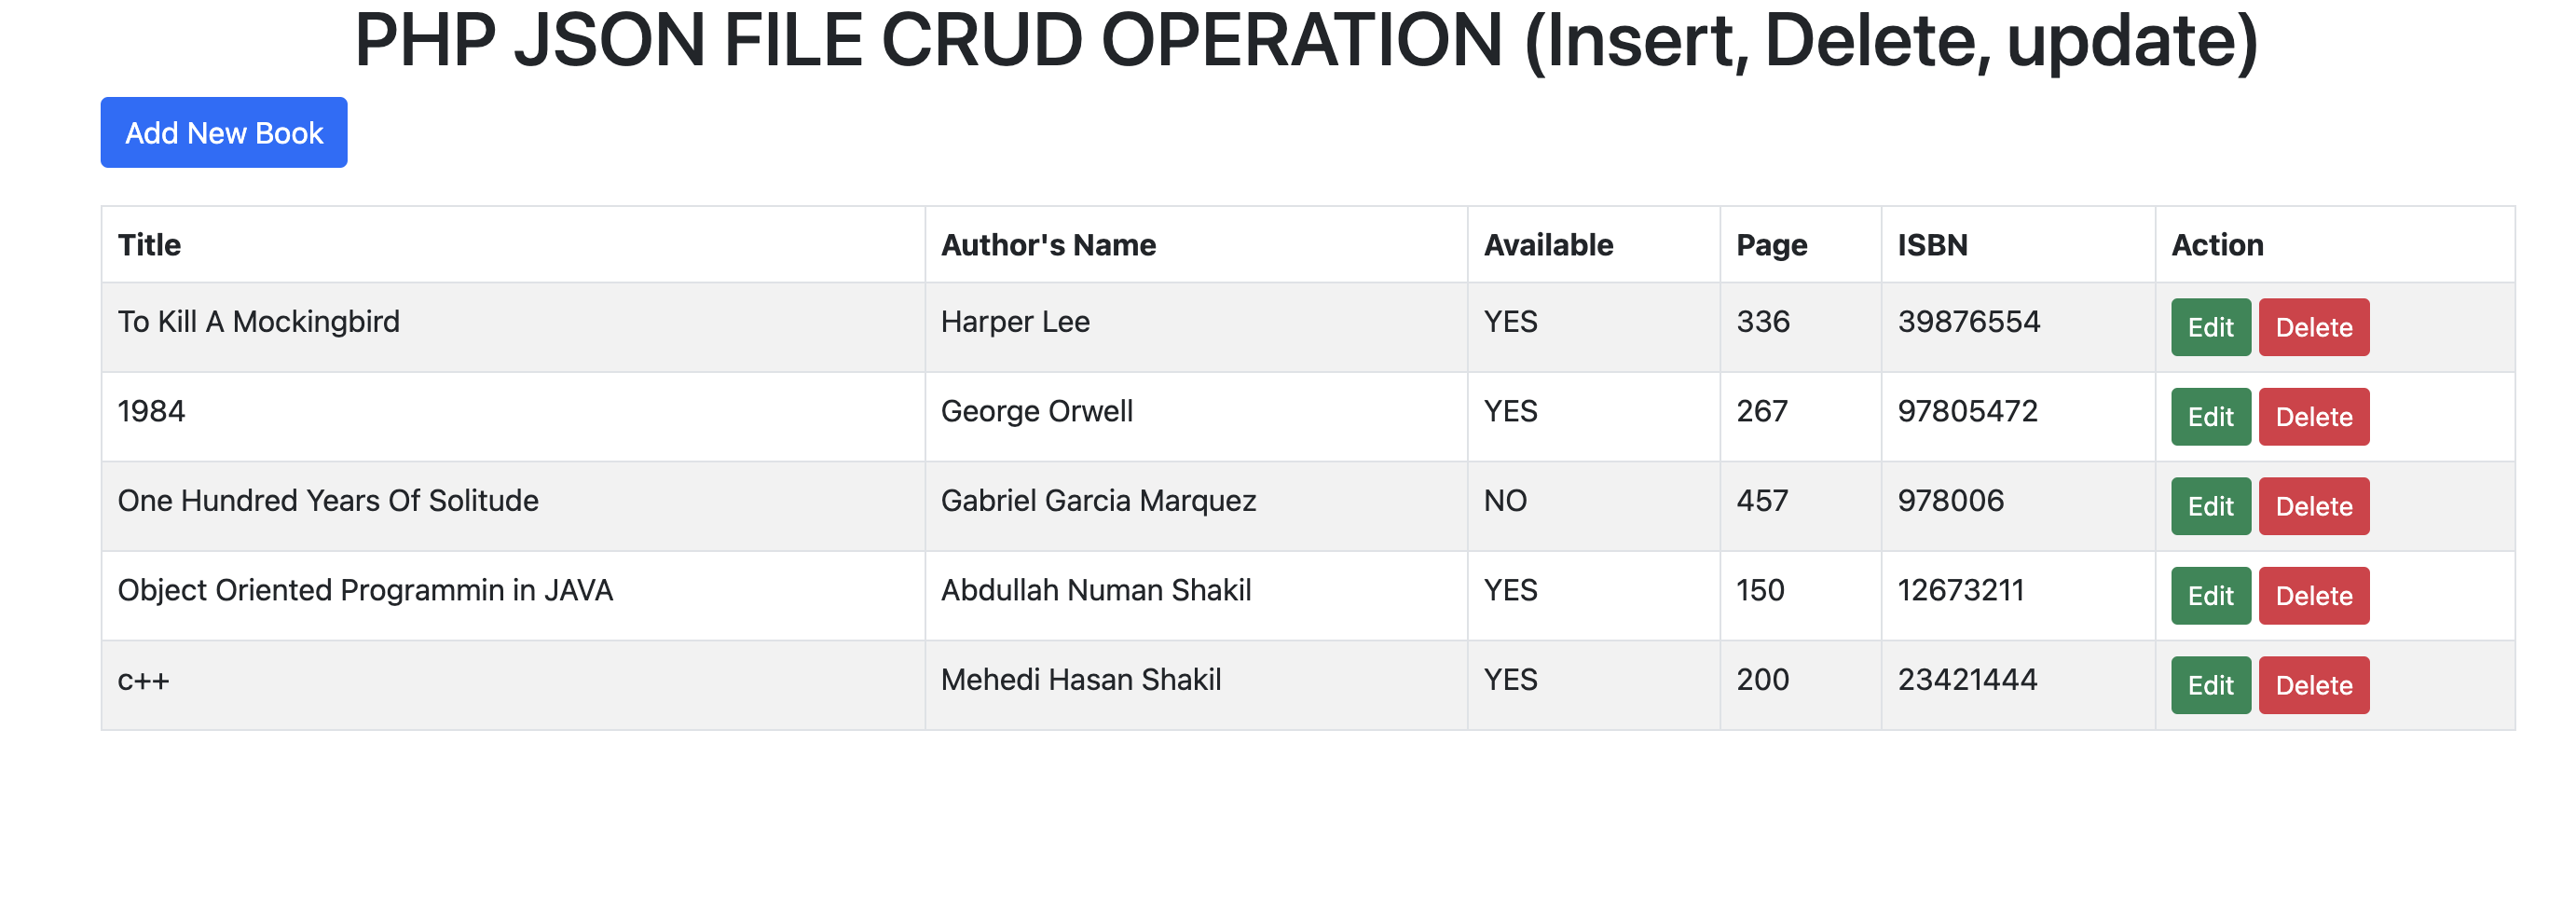 PHP JSON FILE CRUD OPERATION (Insert, Delete, update)
Add New Book
Title Author's Name Available Page ISBN Action
To Kill A Mockingbird Harper Lee YES 336 39876554 Edit Delete
1984 George Orwell YES 267 97805472 Edit Delete
One Hundred Years Of Solitude Gabriel Garcia Marquez NO 457 978006 Edit Delete
Object Oriented Programmin in JAVA Abdullah Numan Shakil YES 150 12673211 Edit Delete
c++ Mehedi Hasan Shakil YES 200 23421444 Edit Delete